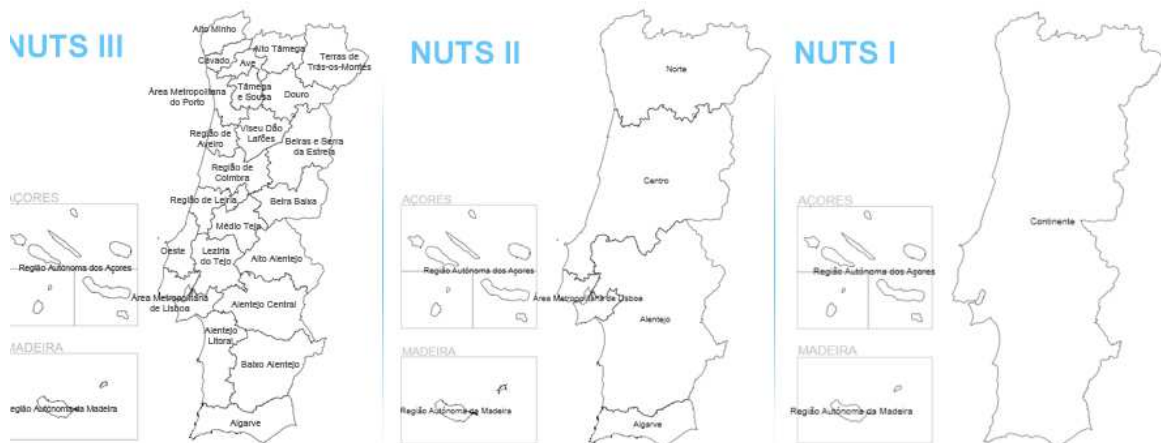 NUTS III
Alto Minho
Alto Tâmega
Terras de
Trás-os-Montes
Cávado
Ave
Tâmega
e Sousa
Douro
Área Metropolitana
do Porto
Região de
Aveiro
Viseu Dão
Lafões
Beiras e Serra
da Estrela
Região de
Coimbra
Região de Leiria
Beira Baixa
Médio Tejo
Oeste
Lezíria
do Tejo
Alto Alentejo
Área Metropolitana
de Lisboa
Alentejo Central
Alentejo
Litoral
Baixo Alentejo
Algarve
AÇORES
Região Autónoma dos Açores
MADEIRA
Região Autónoma da Madeira
NUTS II
Norte
Centro
Área Metropolitana de Lisboa
Alentejo
Algarve
AÇORES
Região Autónoma dos Açores
MADEIRA
Região Autónoma da Madeira
NUTS I
Continente
AÇORES
Região Autónoma dos Açores
MADEIRA
Região Autónoma da Madeira